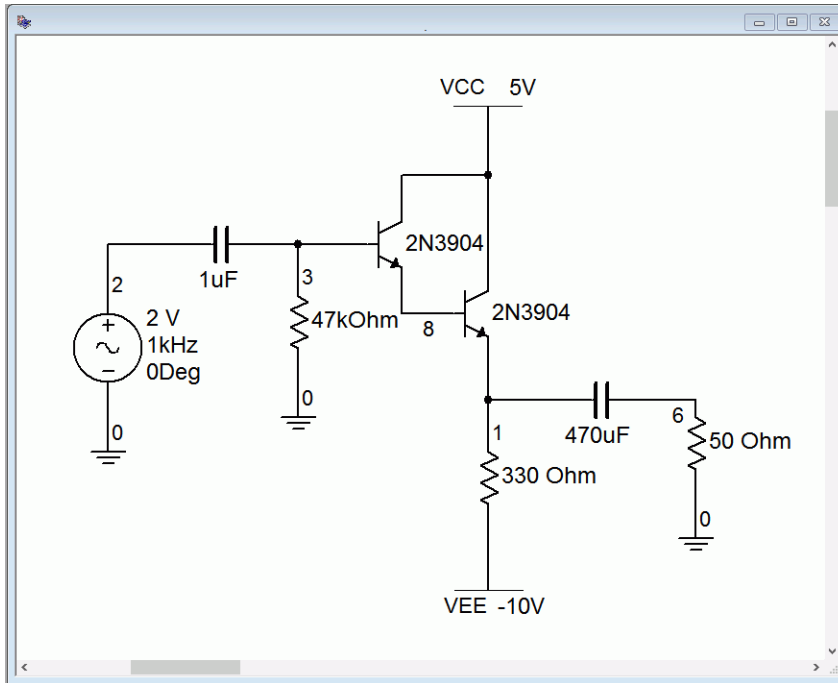 VCC 5V
2N3904
1uF
3
2
47kOhm
2N3904
8
2 V
1kHz
0Deg
0
0
1
470uF
6
50 Ohm
330 Ohm
0
VEE -10V